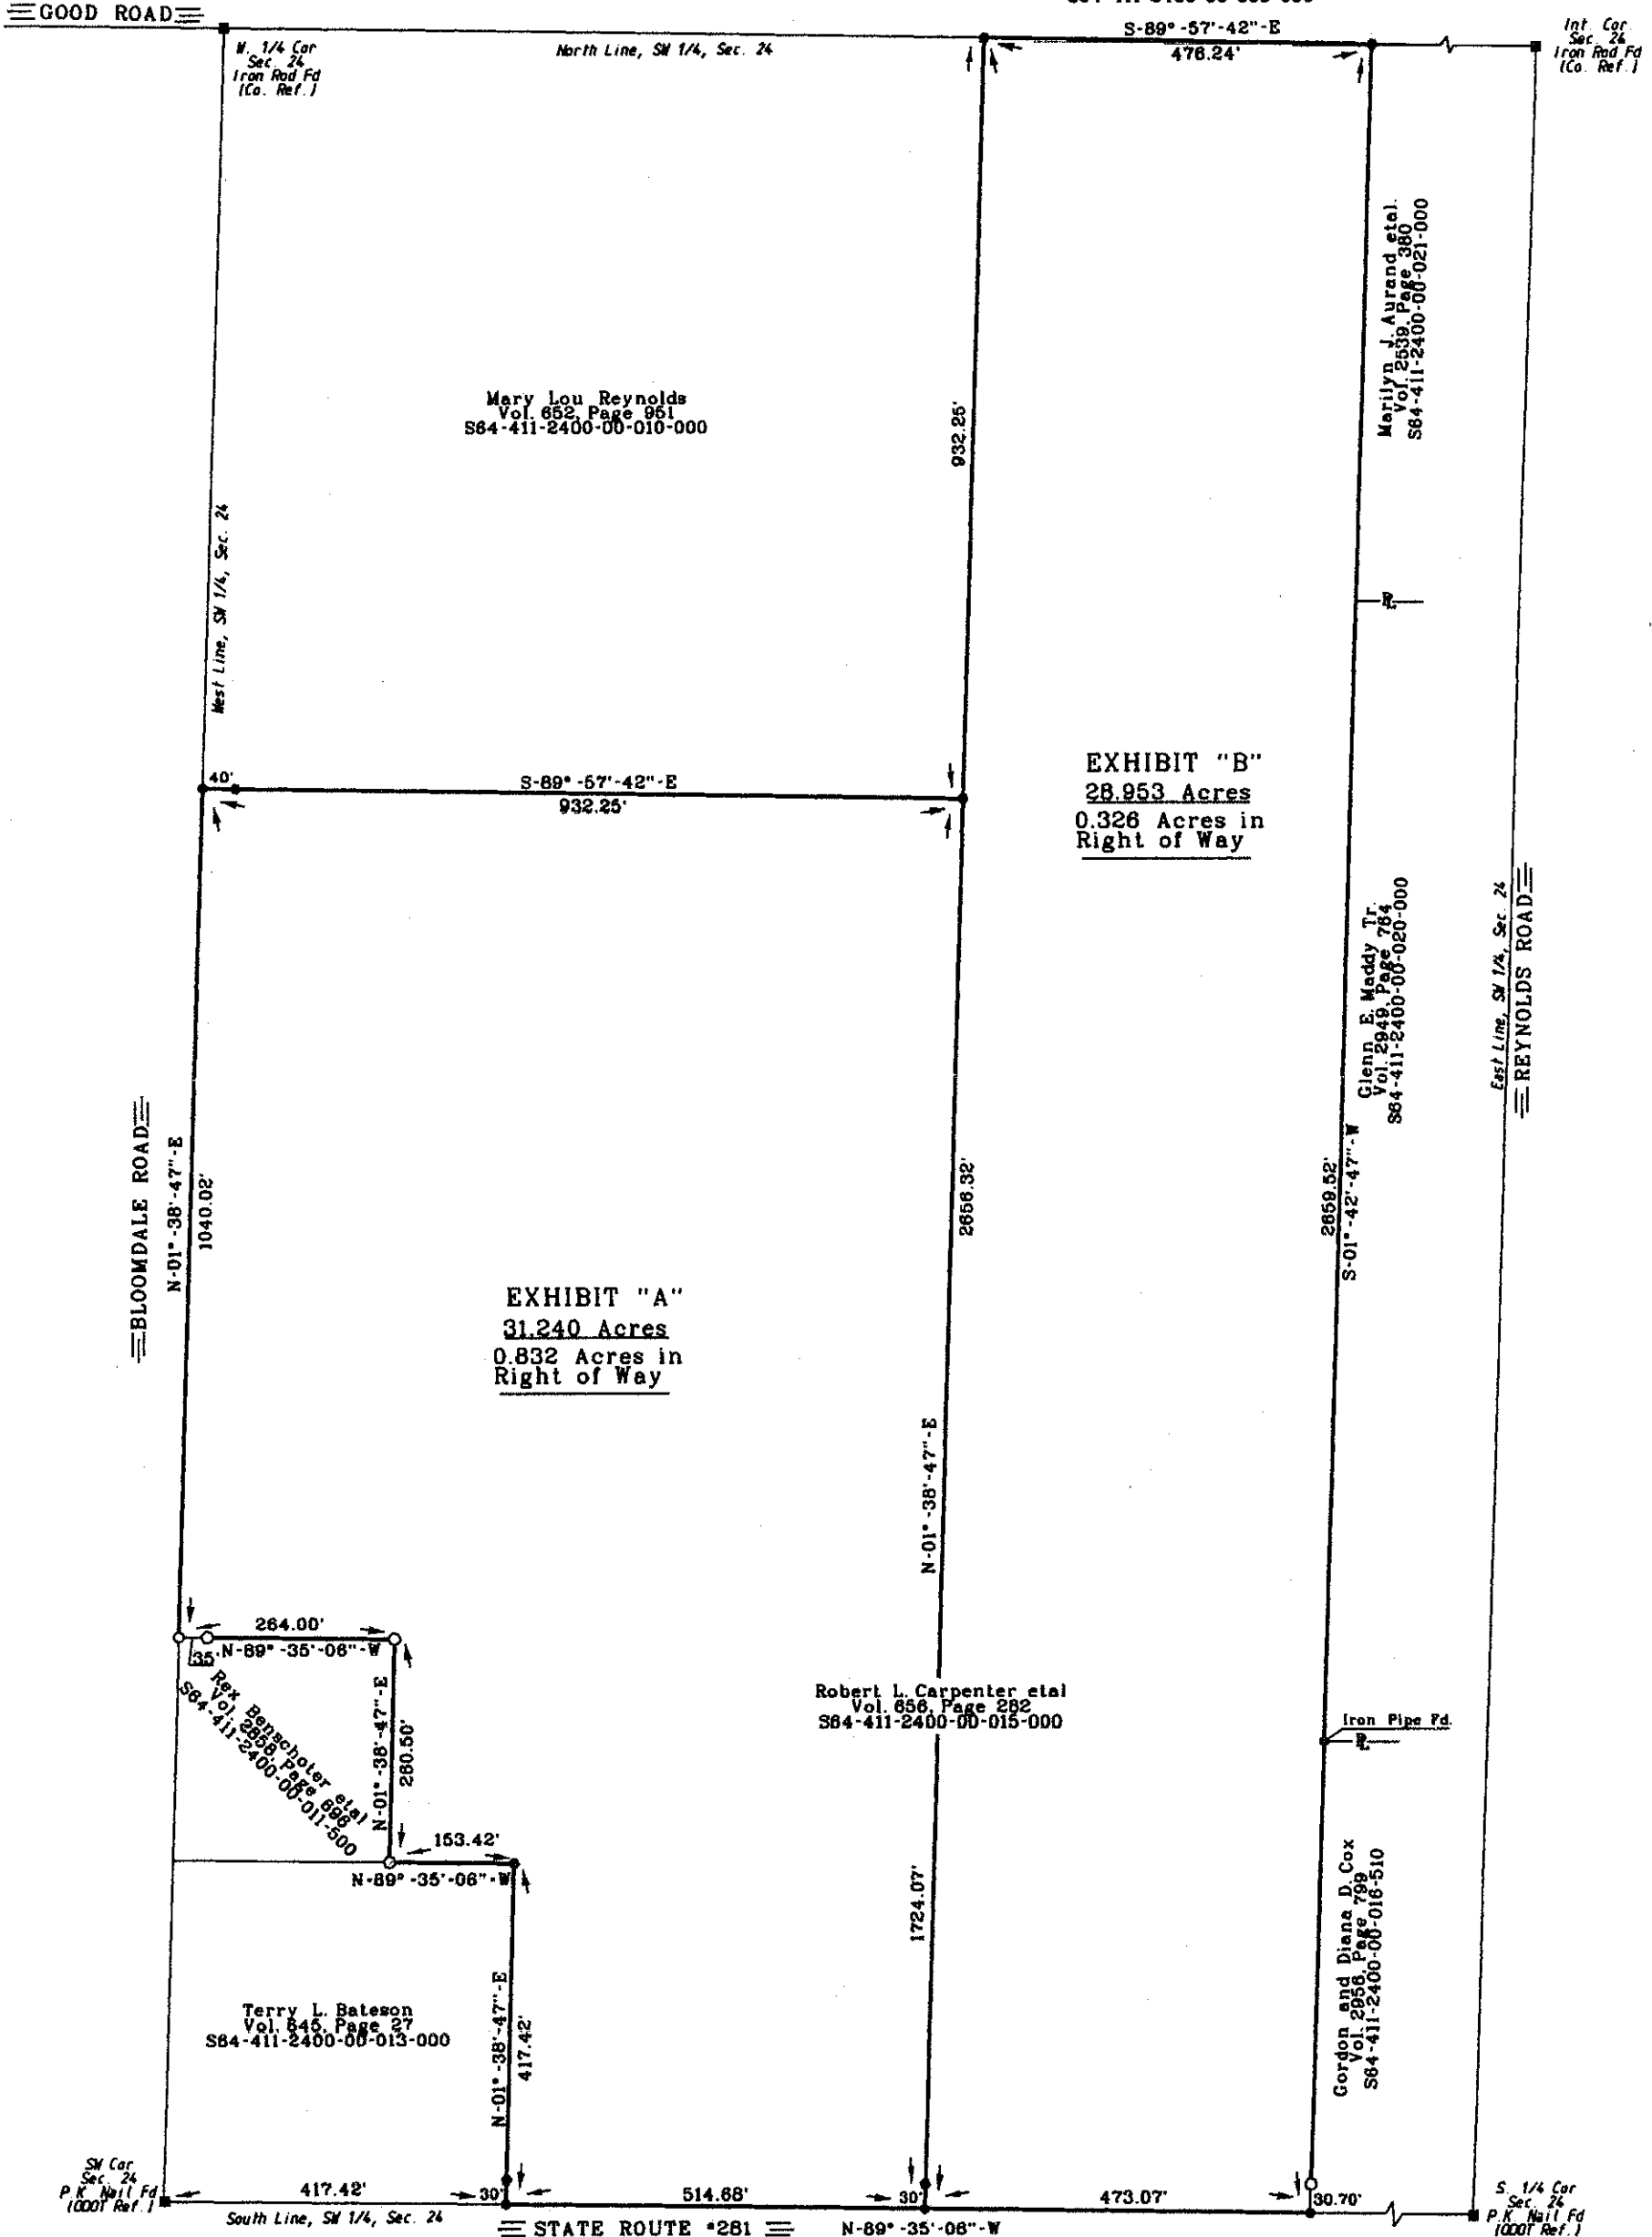 GOOD ROAD
S-89°-57'-42"-E
476.24'
W. 1/4 Cor
Sec. 24
Iron Rod Fd
(Co. Ref.)
North Line, SW 1/4, Sec. 24
Int. Cor.
Sec. 24
Iron Rod Fd
(Co. Ref.)
Marilyn J. Aurand etal.
Vol. 2539, Page 380
S64-411-2400-00-021-000
Mary Lou Reynolds
Vol. 652, Page 951
S64-411-2400-00-010-000
932.25'
West Line, SW 1/4, Sec. 24
PL
40'
S-89°-57'-42"-E
932.25'
EXHIBIT "B"
28.953 Acres
0.326 Acres in
Right of Way
Glenn E. Maddy Tr.
Vol. 2949, Page 764
S64-411-2400-00-020-000
East Line, SW 1/4, Sec. 24
REYNOLDS ROAD
BLOOMDALE ROAD
N-01°-38'-47"-E
1040.02'
2656.32'
2659.52'
S-01°-42'-47"-W
EXHIBIT "A"
31.240 Acres
0.832 Acres in
Right of Way
N-01°-38'-47"-E
264.00'
35'
N-89°-35'-06"-W
Rex Benschoter etal
Vol. 2858, Page 696
S64-411-2400-00-011-500
N-01°-38'-47"-E
260.50'
Robert L. Carpenter etal
Vol. 656, Page 282
S64-411-2400-00-015-000
Iron Pipe Fd.
PL
153.42'
N-89°-35'-06"-W
1724.07'
Gordon and Diana D. Cox
Vol. 2956, Page 799
S64-411-2400-00-016-510
Terry L. Bateson
Vol. 645, Page 27
S64-411-2400-00-013-000
N-01°-38'-47"-E
417.42'
SW Cor
Sec. 24
P.K. Nail Fd
(ODOT Ref.)
417.42'
30'
514.68'
30'
473.07'
30.70'
S. 1/4 Cor
Sec. 24
P.K. Nail Fd
(ODOT Ref.)
South Line, SW 1/4, Sec. 24
STATE ROUTE #281
N-89°-35'-06"-W